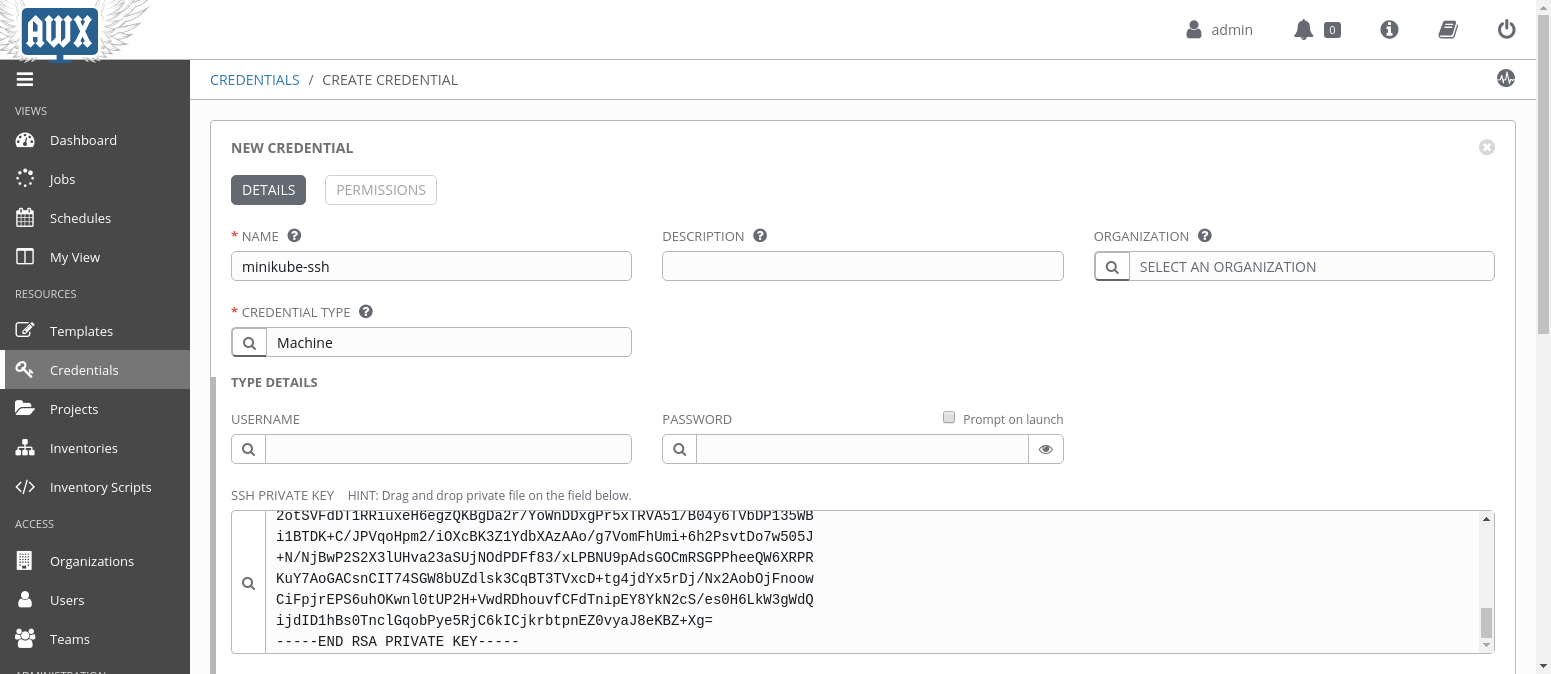 AWX
admin
0
CREDENTIALS / CREATE CREDENTIAL
VIEWS
Dashboard
Jobs
Schedules
My View
RESOURCES
Templates
Credentials
Projects
Inventories
Inventory Scripts
ACCESS
Organizations
Users
Teams
ADMINISTRATION
NEW CREDENTIAL
DETAILS PERMISSIONS
* NAME
minikube-ssh
DESCRIPTION
ORGANIZATION
SELECT AN ORGANIZATION
* CREDENTIAL TYPE
Machine
TYPE DETAILS
USERNAME
PASSWORD
Prompt on launch
SSH PRIVATE KEY HINT: Drag and drop private file on the field below.
2otSVFdDT1RRiuxeH6egzQKBgDa2r/YoWnDDxgPr5xTRVA51/B04y6TVbDP135WB
i1BTDK+C/JPVqoHpm2/iOXcBK3Z1YdbXAzAAo/g7VomFhUmi+6h2PsvtDo7w505J
+N/NjBwP2S2X3lUHva23aSUjNOdPDFf83/xLPBNU9pAdsGOCmRSGPPheeQW6XRPR
KuY7AoGACsnCIT74SGW8bUZdlsk3CqBT3TVxcD+tg4jdYx5rDj/Nx2AobOjFnoow
CiFpjrEPS6uhOKwnl0tUP2H+VwdRDhouvfCFdTnipEY8YkN2cS/es0H6LkW3gWdQ
ijdID1hBs0TnclGqobPye5RjC6kICjkrbtpnEZ0vyaJ8eKBZ+Xg=
-----END RSA PRIVATE KEY-----